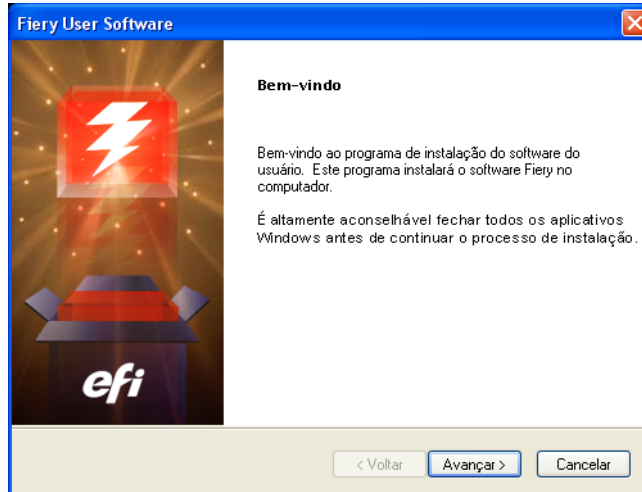 Fiery User Software
Bem-vindo
Bem-vindo ao programa de instalação do software do
usuário. Este programa instalará o software Fiery no
computador.
É altamente aconselhável fechar todos os aplicativos
Windows antes de continuar o processo de instalação.
efi
< Voltar
Avançar >
Cancelar